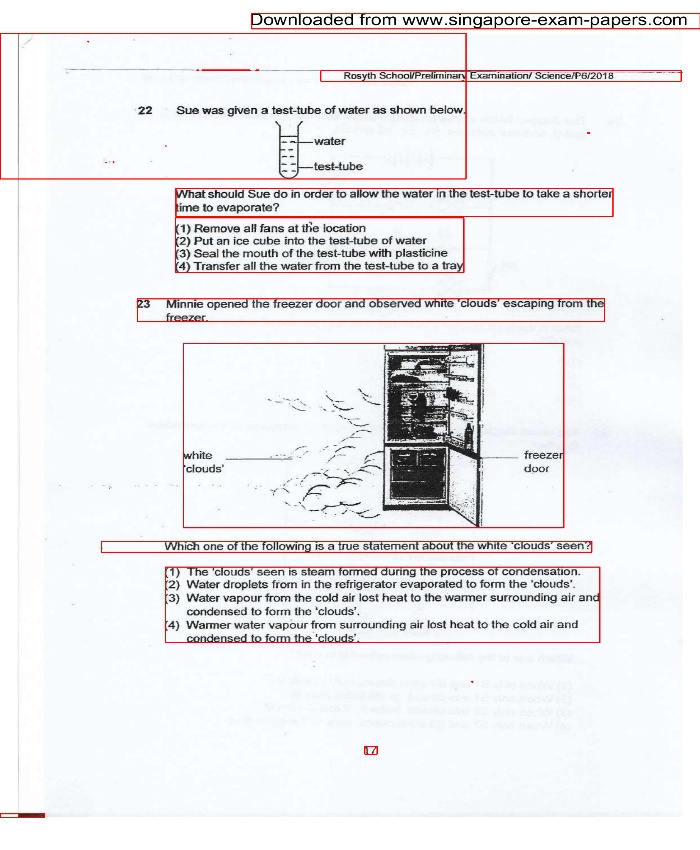 Downloaded from www.singapore-exam-papers.com
Rosyth School/Preliminary Examination/ Science/P6/2018
22 Sue was given a test-tube of water as shown below.
water
test-tube
What should Sue do in order to allow the water in the test-tube to take a shorter
time to evaporate?
(1) Remove all fans at the location
(2) Put an ice cube into the test-tube of water
(3) Seal the mouth of the test-tube with plasticine
(4) Transfer all the water from the test-tube to a tray
23 Minnie opened the freezer door and observed white 'clouds' escaping from the
freezer.
white
'clouds'
freezer
door
Which one of the following is a true statement about the white 'clouds' seen?
(1) The 'clouds' seen is steam formed during the process of condensation.
(2) Water droplets from in the refrigerator evaporated to form the 'clouds'.
(3) Water vapour from the cold air lost heat to the warmer surrounding air and
condensed to form the 'clouds'.
(4) Warmer water vapour from surrounding air lost heat to the cold air and
condensed to form the 'clouds'.
17